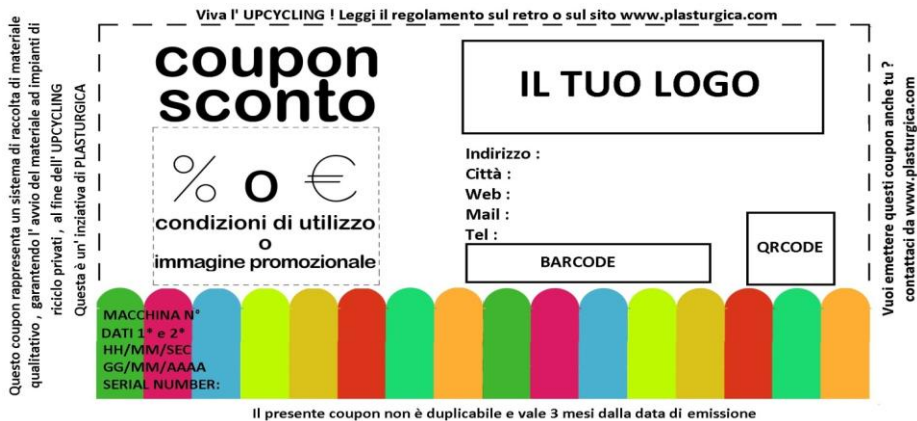 Viva l' UPCYCLING ! Leggi il regolamento sul retro o sul sito www.plasturgica.com
Questo coupon rappresenta un sistema di raccolta di materiale
qualitativo , garantendo l' avvio del materiale ad impianti di
riciclo privati , al fine dell' UPCYCLING
Questa è un' inziativa di PLASTURGICA
coupon
sconto
% o €
condizioni di utilizzo
o
immagine promozionale
IL TUO LOGO
Indirizzo :
Città :
Web :
Mail :
Tel :
BARCODE
QRCODE
Vuoi emettere questi coupon anche tu ?
contattaci da www.plasturgica.com
MACCHINA N°
DATI 1° e 2°
HH/MM/SEC
GG/MM/AAAA
SERIAL NUMBER:
Il presente coupon non è duplicabile e vale 3 mesi dalla data di emissione